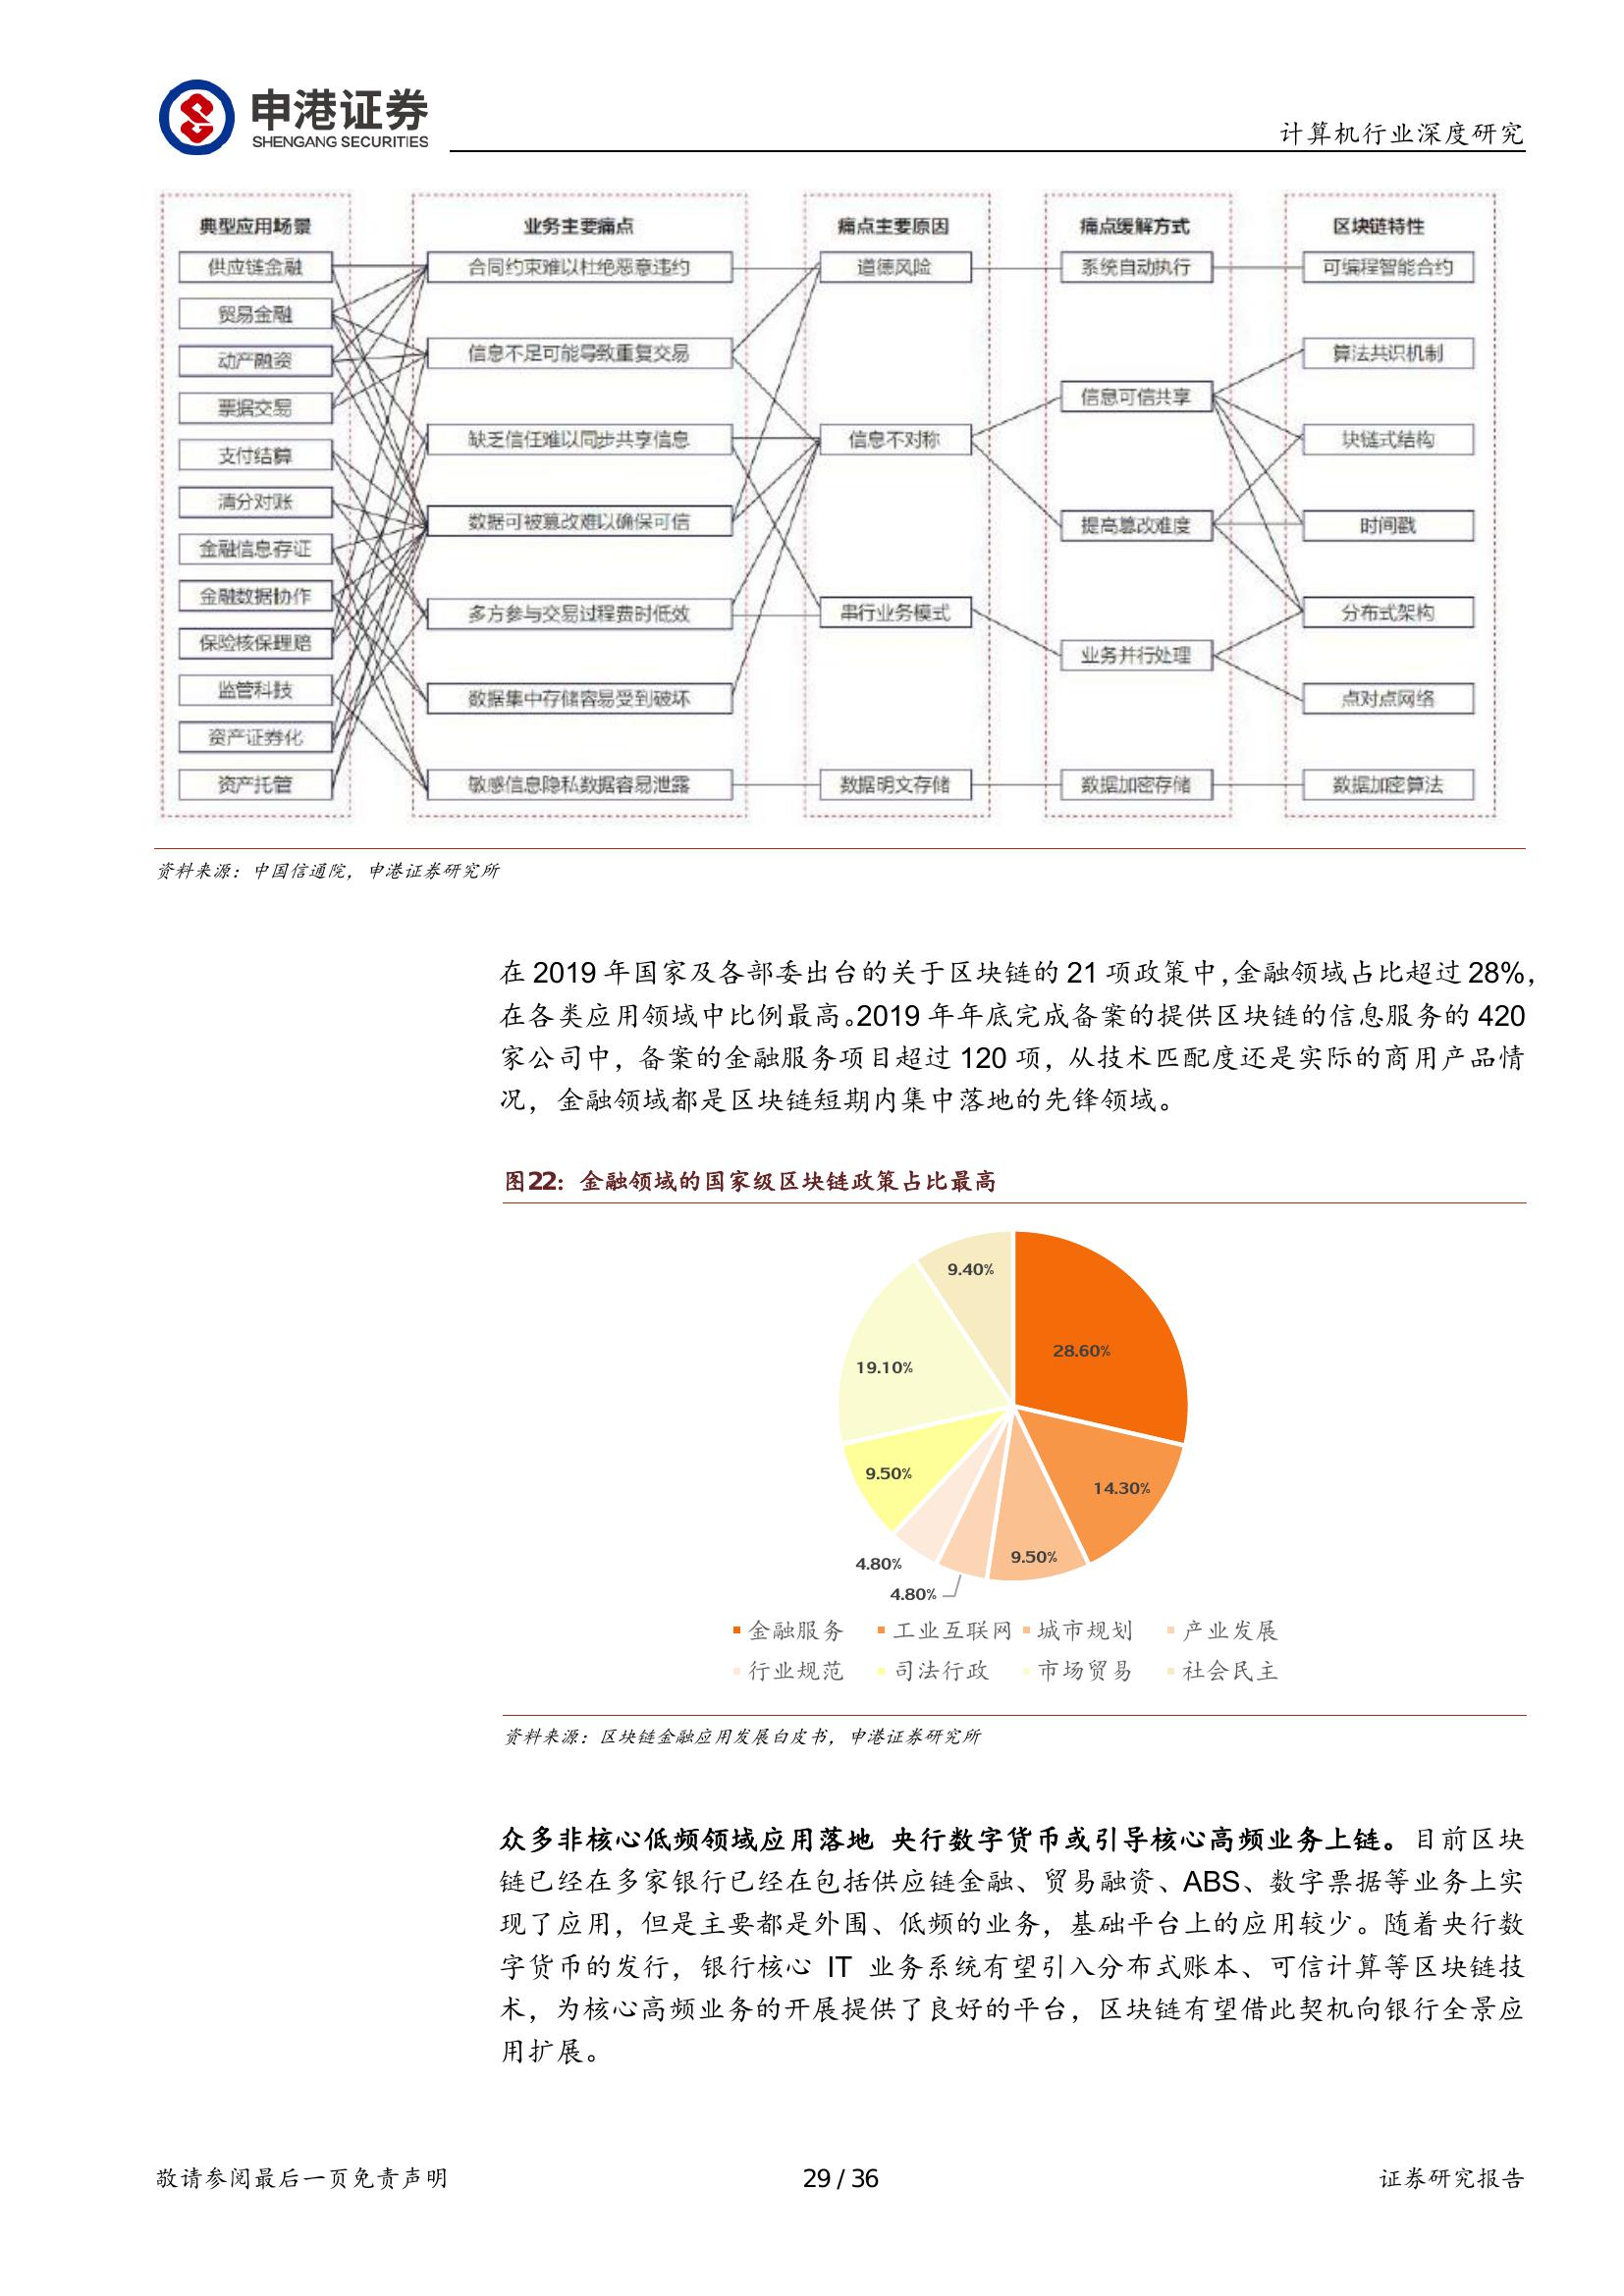 申港证券
SHENGANG SECURITIES
计算机行业深度研究
典型应用场景
供应链金融
贸易金融
动产融资
票据交易
支付结算
清分对账
金融信息存证
金融数据协作
保险核保理赔
监管科技
资产证券化
资产托管
业务主要痛点
合同约束难以杜绝恶意违约
信息不足可能导致重复交易
缺乏信任难以同步共享信息
数据可被篡改难以确保可信
多方参与交易过程费时低效
数据集中存储容易受到破坏
敏感信息隐私数据容易泄露
痛点主要原因
道德风险
信息不对称
串行业务模式
数据明文存储
痛点缓解方式
系统自动执行
信息可信共享
提高篡改难度
业务并行处理
数据加密存储
区块链特性
可编程智能合约
算法共识机制
块链式结构
时间戳
分布式架构
点对点网络
数据加密算法
资料来源：中国信通院，申港证券研究所
在 2019 年国家及各部委出台的关于区块链的 21 项政策中，金融领域占比超过 28%，
在各类应用领域中比例最高。2019 年年底完成备案的提供区块链的信息服务的 420
家公司中，备案的金融服务项目超过 120 项，从技术匹配度还是实际的商用产品情
况，金融领域都是区块链短期内集中落地的先锋领域。
图22：金融领域的国家级区块链政策占比最高
9.40%
28.60%
19.10%
9.50%
14.30%
9.50%
4.80%
4.80%
金融服务 工业互联网 城市规划 产业发展
行业规范 司法行政 市场贸易 社会民主
资料来源：区块链金融应用发展白皮书，申港证券研究所
众多非核心低频领域应用落地 央行数字货币或引导核心高频业务上链。目前区块
链已经在多家银行已经在包括供应链金融、贸易融资、ABS、数字票据等业务上实
现了应用，但是主要都是外围、低频的业务，基础平台上的应用较少。随着央行数
字货币的发行，银行核心 IT 业务系统有望引入分布式账本、可信计算等区块链技
术，为核心高频业务的开展提供了良好的平台，区块链有望借此契机向银行全景应
用扩展。
敬请参阅最后一页免责声明
29 / 36
证券研究报告